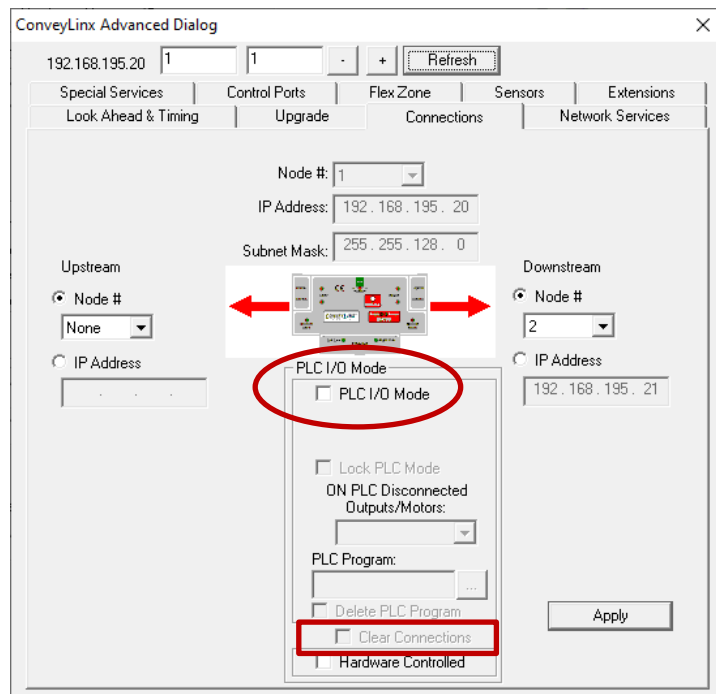 ConveyLinx Advanced Dialog
192.168.195.20 1 1 - + Refresh
Special Services Control Ports Flex Zone Sensors Extensions
Look Ahead & Timing Upgrade Connections Network Services
Node #: 1
IP Address: 192 . 168 . 195 . 20
Subnet Mask: 255 . 255 . 128 . 0
Upstream
Node #
None
IP Address
. . .
CE
CONVEYLINX
Downstream
Node #
2
IP Address
192 . 168 . 195 . 21
PLC I/O Mode
PLC I/O Mode
Lock PLC Mode
ON PLC Disconnected
Outputs/Motors:
PLC Program:
...
Delete PLC Program
Clear Connections
Hardware Controlled
Apply